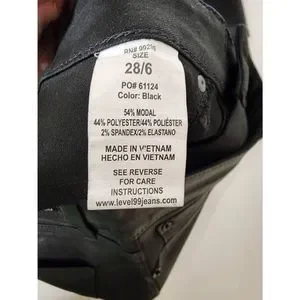 SIZE
28/6
PO# 61124
Color: Black
54% MODAL
44% POLYESTER/44% POLIÉSTER
2% SPANDEX/2% ELASTANO
MADE IN VIETNAM
HECHO EN VIETNAM
SEE REVERSE
FOR CARE
INSTRUCTIONS
www.level99jeans.com